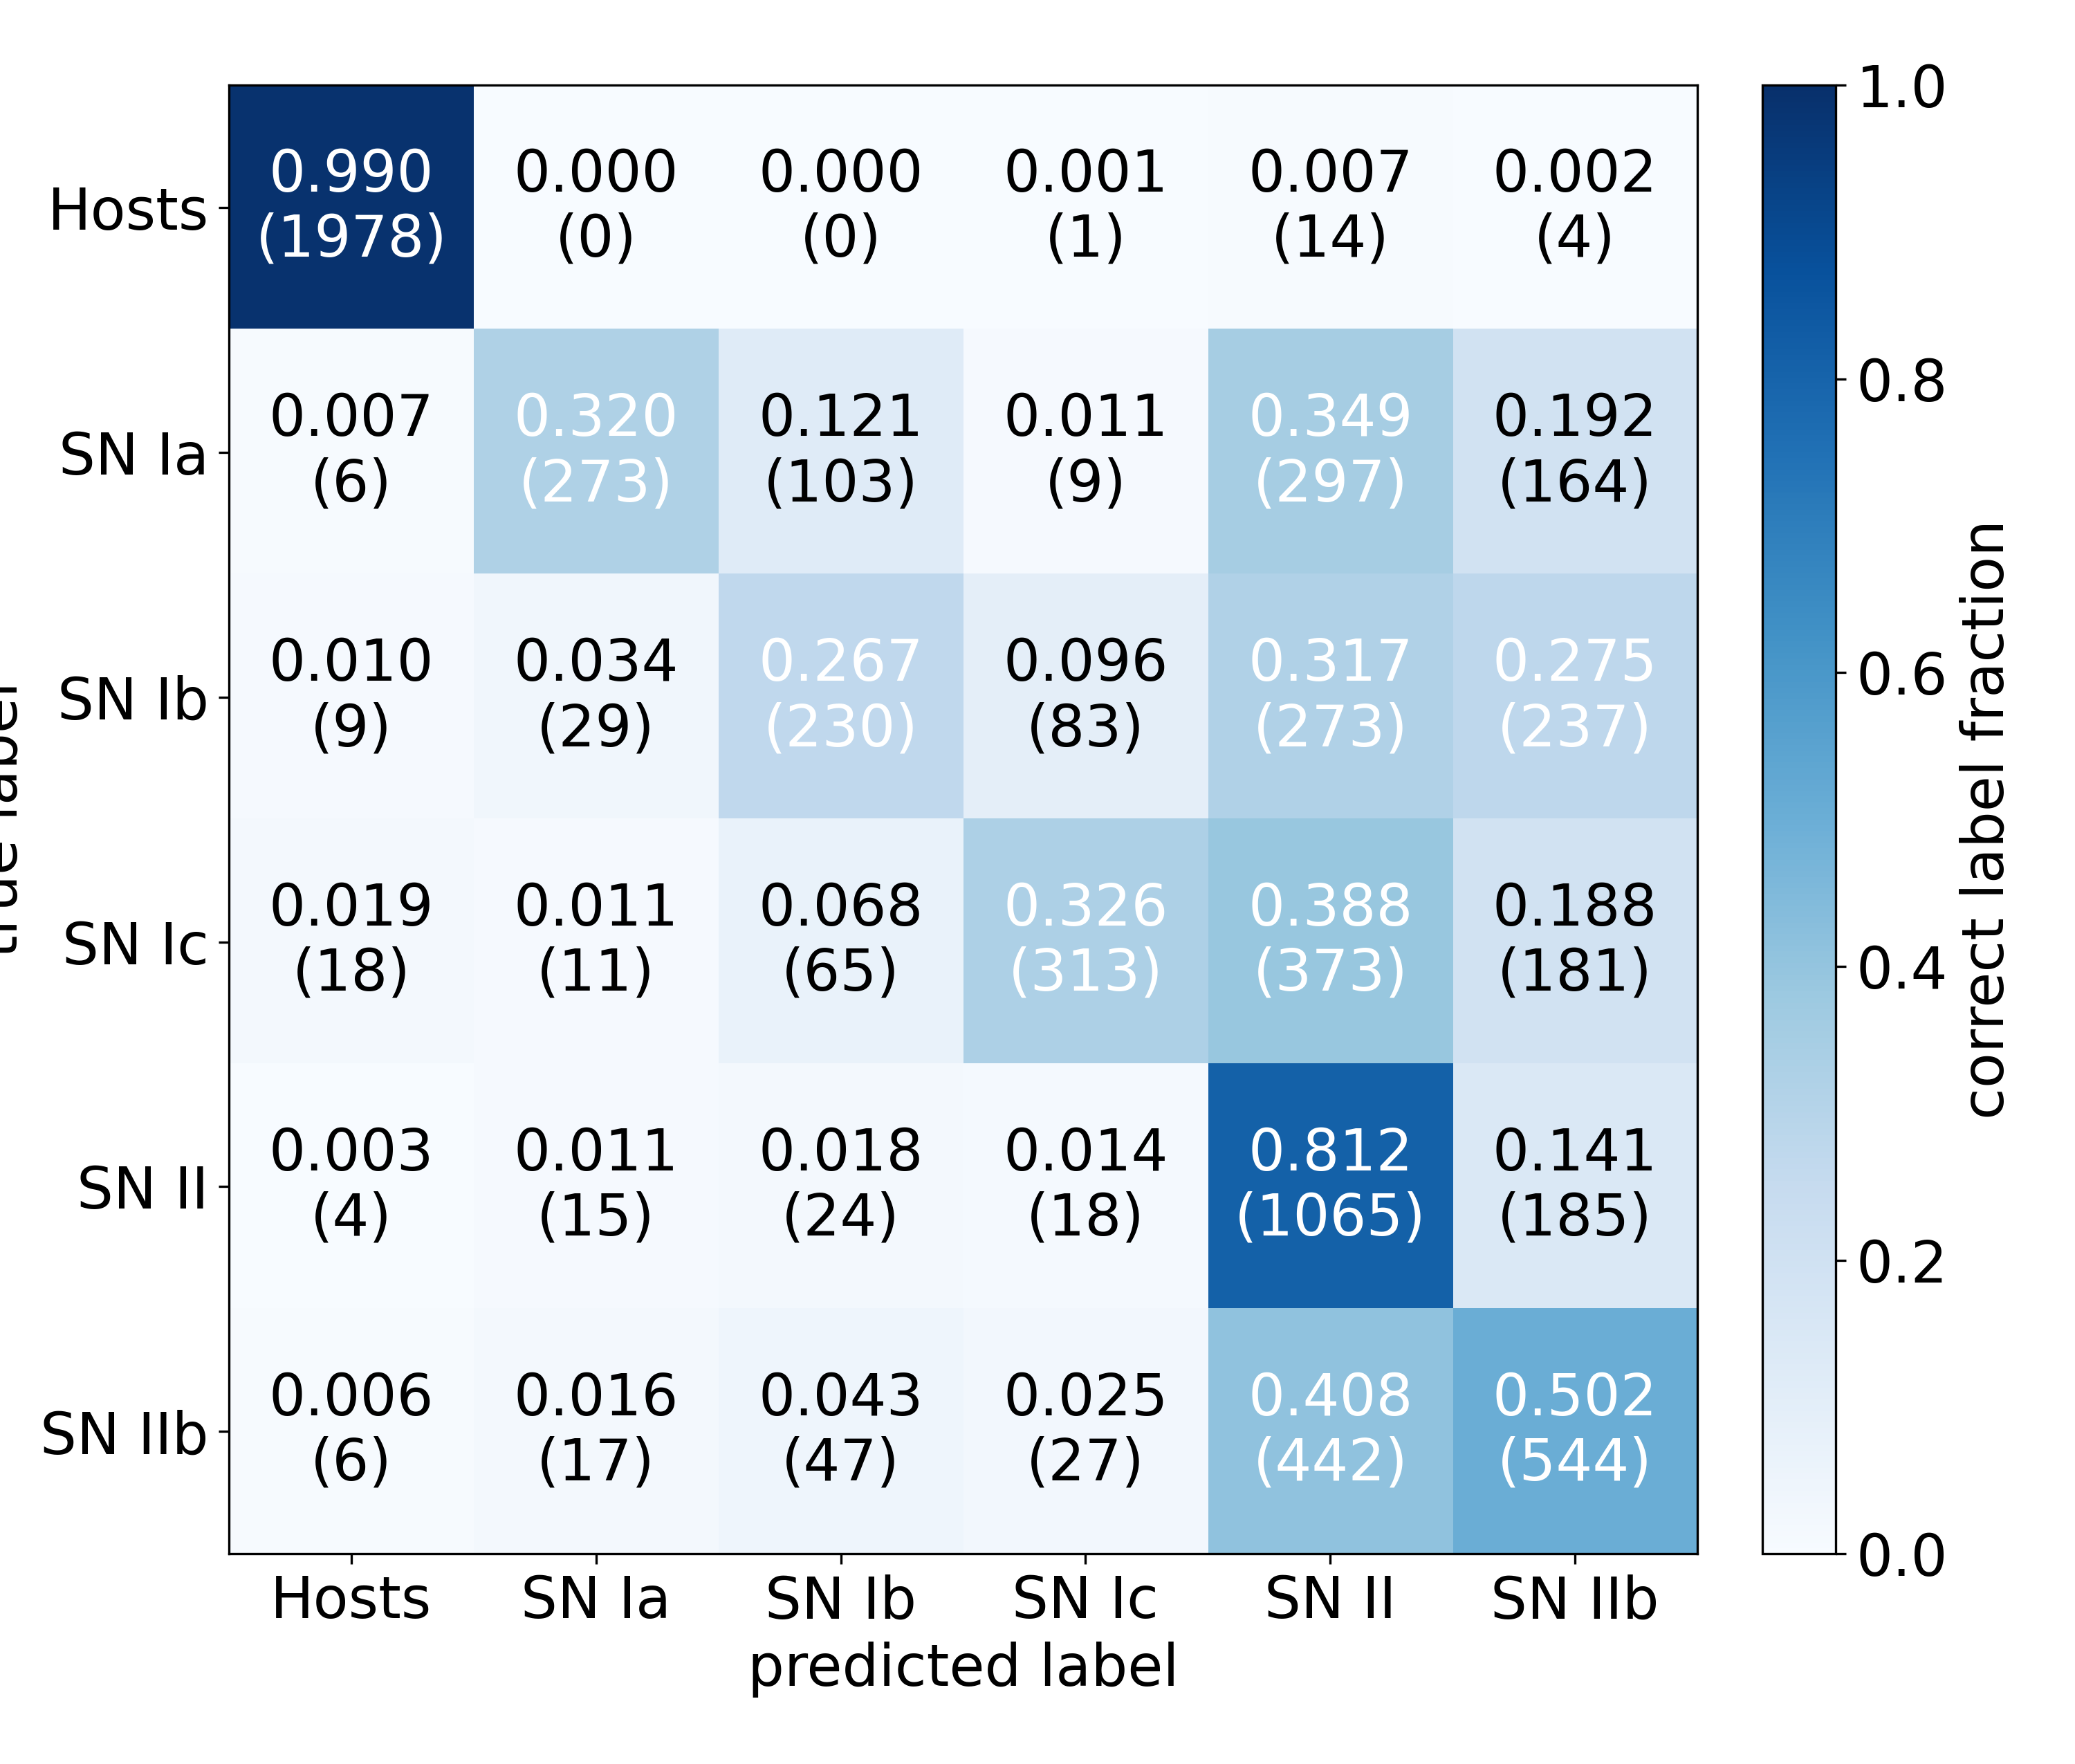 0.990 0.000 0.000 0.001 0.007 0.002
(1978) (0) (0) (1) (14) (4)
Hosts
0.007 0.320 0.121 0.011 0.349 0.192
(6) (273) (103) (9) (297) (164)
SN Ia
0.010 0.034 0.267 0.096 0.317 0.275
(9) (29) (230) (83) (273) (237)
SN Ib
0.019 0.011 0.068 0.326 0.388 0.188
(18) (11) (65) (313) (373) (181)
SN Ic
0.003 0.011 0.018 0.014 0.812 0.141
(4) (15) (24) (18) (1065) (185)
SN II
0.006 0.016 0.043 0.025 0.408 0.502
(6) (17) (47) (27) (442) (544)
SN IIb
Hosts SN Ia SN Ib SN Ic SN II SN IIb
predicted label
true label
1.0
0.8
0.6
0.4
0.2
0.0
correct label fraction